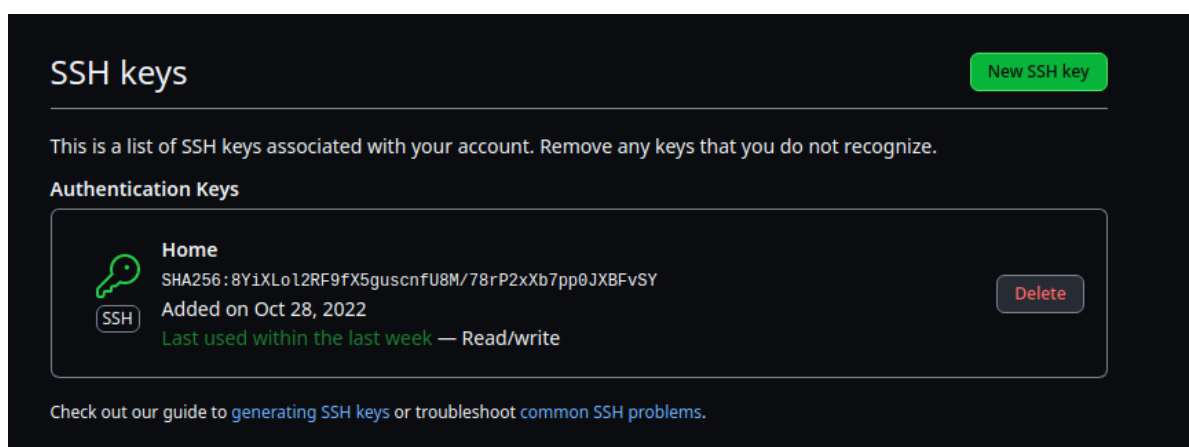 SSH keys
New SSH key
This is a list of SSH keys associated with your account. Remove any keys that you do not recognize.
Authentication Keys
Home
SHA256:8YiXLol2RF9fX5guscnfU8M/78rP2xXb7pp0JXBFvSY
Added on Oct 28, 2022
Last used within the last week — Read/write
SSH
Delete
Check out our guide to generating SSH keys or troubleshoot common SSH problems.